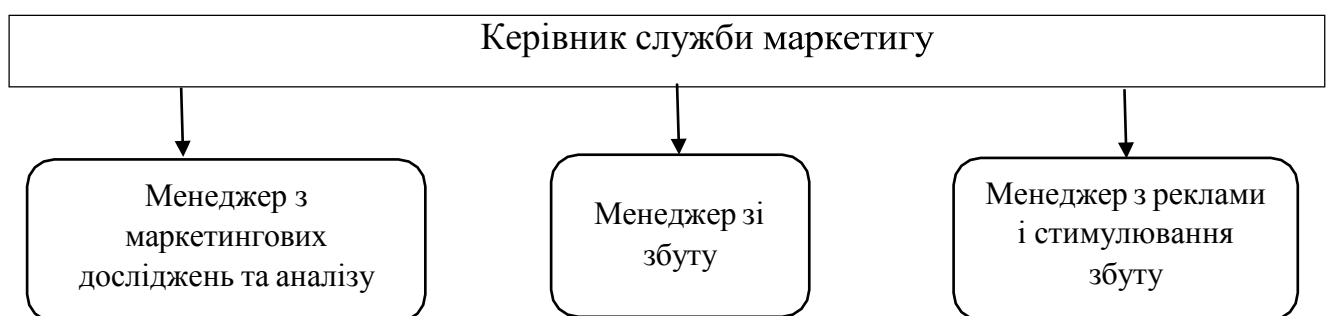 Керівник служби маркетигу
Менеджер з
маркетингових
досліджень та аналізу
Менеджер зі
збуту
Менеджер з реклами
і стимулювання
збуту